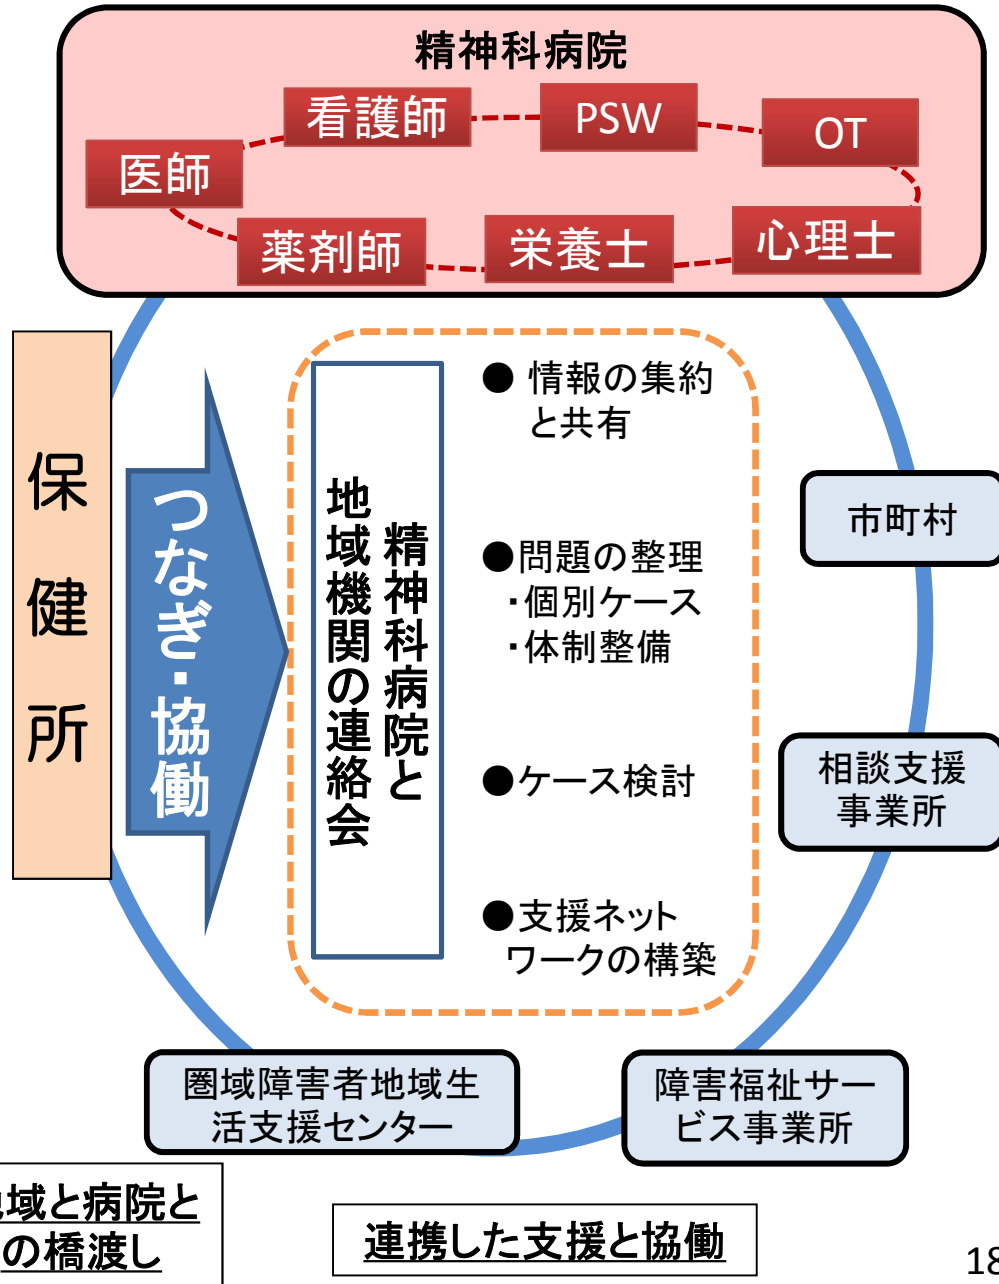 精神科病院
看護師
PSW
OT
医師
薬剤師
栄養士
心理士
保健所
つなぎ・協働
精神科病院と
地域機関の連絡会
● 情報の集約
と共有
●問題の整理
・個別ケース
・体制整備
●ケース検討
●支援ネット
ワークの構築
市町村
相談支援
事業所
圏域障害者地域生
活支援センター
障害福祉サー
ビス事業所
地域と病院と
の橋渡し
連携した支援と協働
18